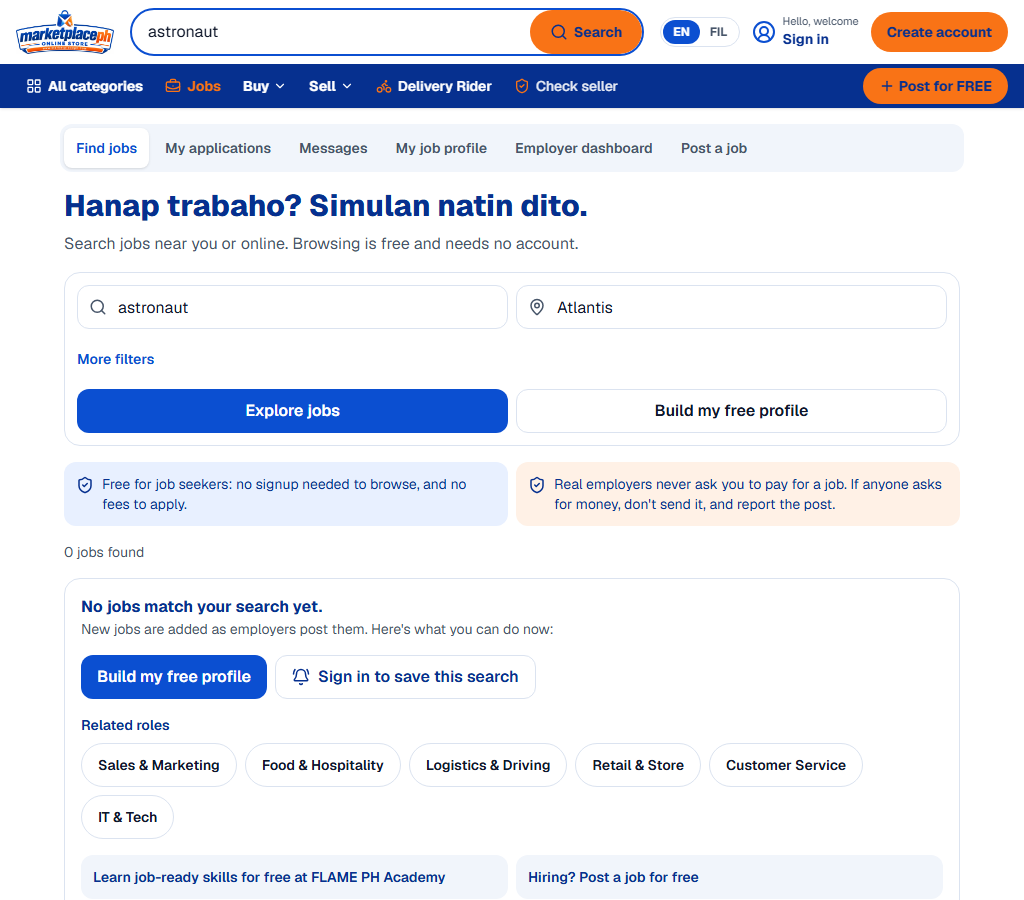 marketplaceph
ONLINE STORE
astronaut
Search
EN
FIL
Hello, welcome
Sign in
Create account
All categories
Jobs
Buy
Sell
Delivery Rider
Check seller
+ Post for FREE
Find jobs
My applications
Messages
My job profile
Employer dashboard
Post a job
Hanap trabaho? Simulan natin dito.
Search jobs near you or online. Browsing is free and needs no account.
astronaut
Atlantis
More filters
Explore jobs
Build my free profile
Free for job seekers: no signup needed to browse, and no
fees to apply.
Real employers never ask you to pay for a job. If anyone asks
for money, don't send it, and report the post.
0 jobs found
No jobs match your search yet.
New jobs are added as employers post them. Here's what you can do now:
Build my free profile
Sign in to save this search
Related roles
Sales & Marketing
Food & Hospitality
Logistics & Driving
Retail & Store
Customer Service
IT & Tech
Learn job-ready skills for free at FLAME PH Academy
Hiring? Post a job for free